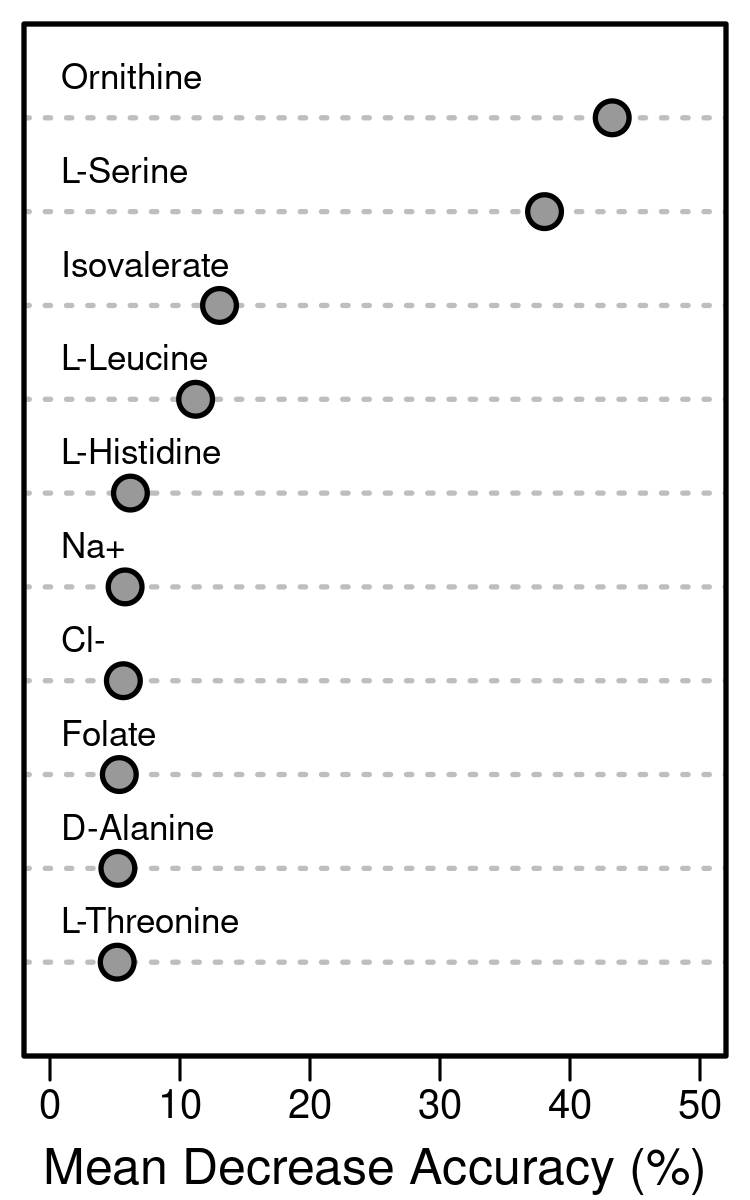 Ornithine
L-Serine
Isovalerate
L-Leucine
L-Histidine
Na+
Cl-
Folate
D-Alanine
L-Threonine
0 10 20 30 40 50
Mean Decrease Accuracy (%)